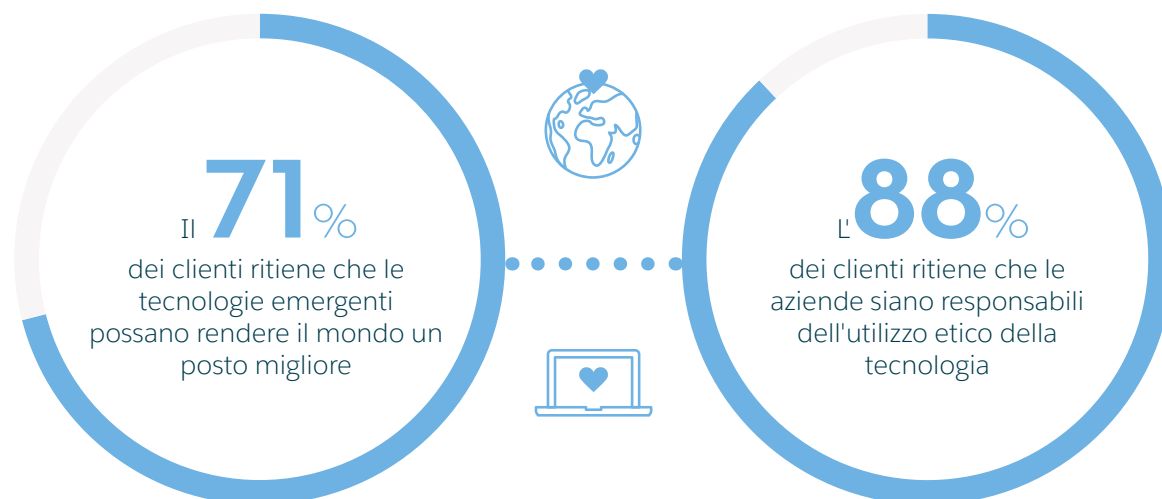 Il 71%
dei clienti ritiene che le
tecnologie emergenti
possano rendere il mondo un
posto migliore
L'88%
dei clienti ritiene che le
aziende siano responsabili
dell'utilizzo etico della
tecnologia